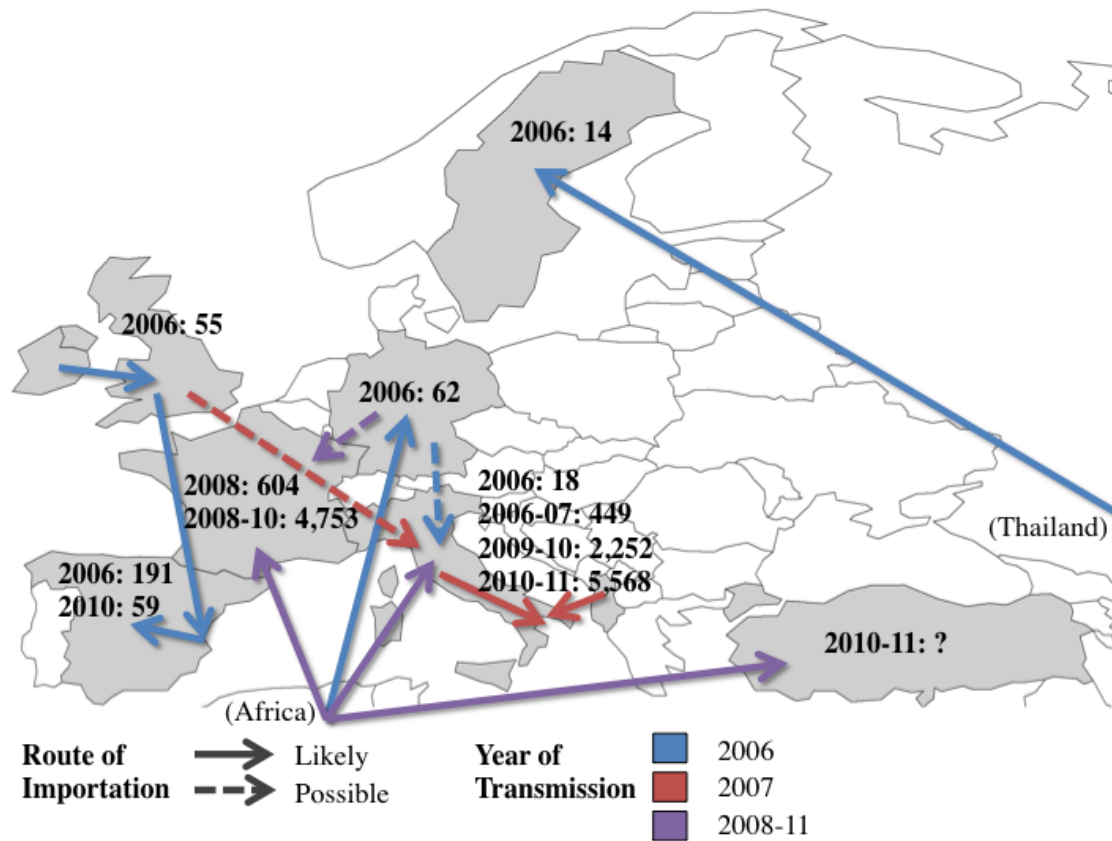 2006: 14
2006: 55
2006: 62
2008: 604
2008-10: 4,753
2006: 18
2006-07: 449
2009-10: 2,252
2010-11: 5,568
(Thailand)
2006: 191
2010: 59
2010-11: ?
(Africa)
Route of
Importation
Likely
Possible
Year of
Transmission
2006
2007
2008-11